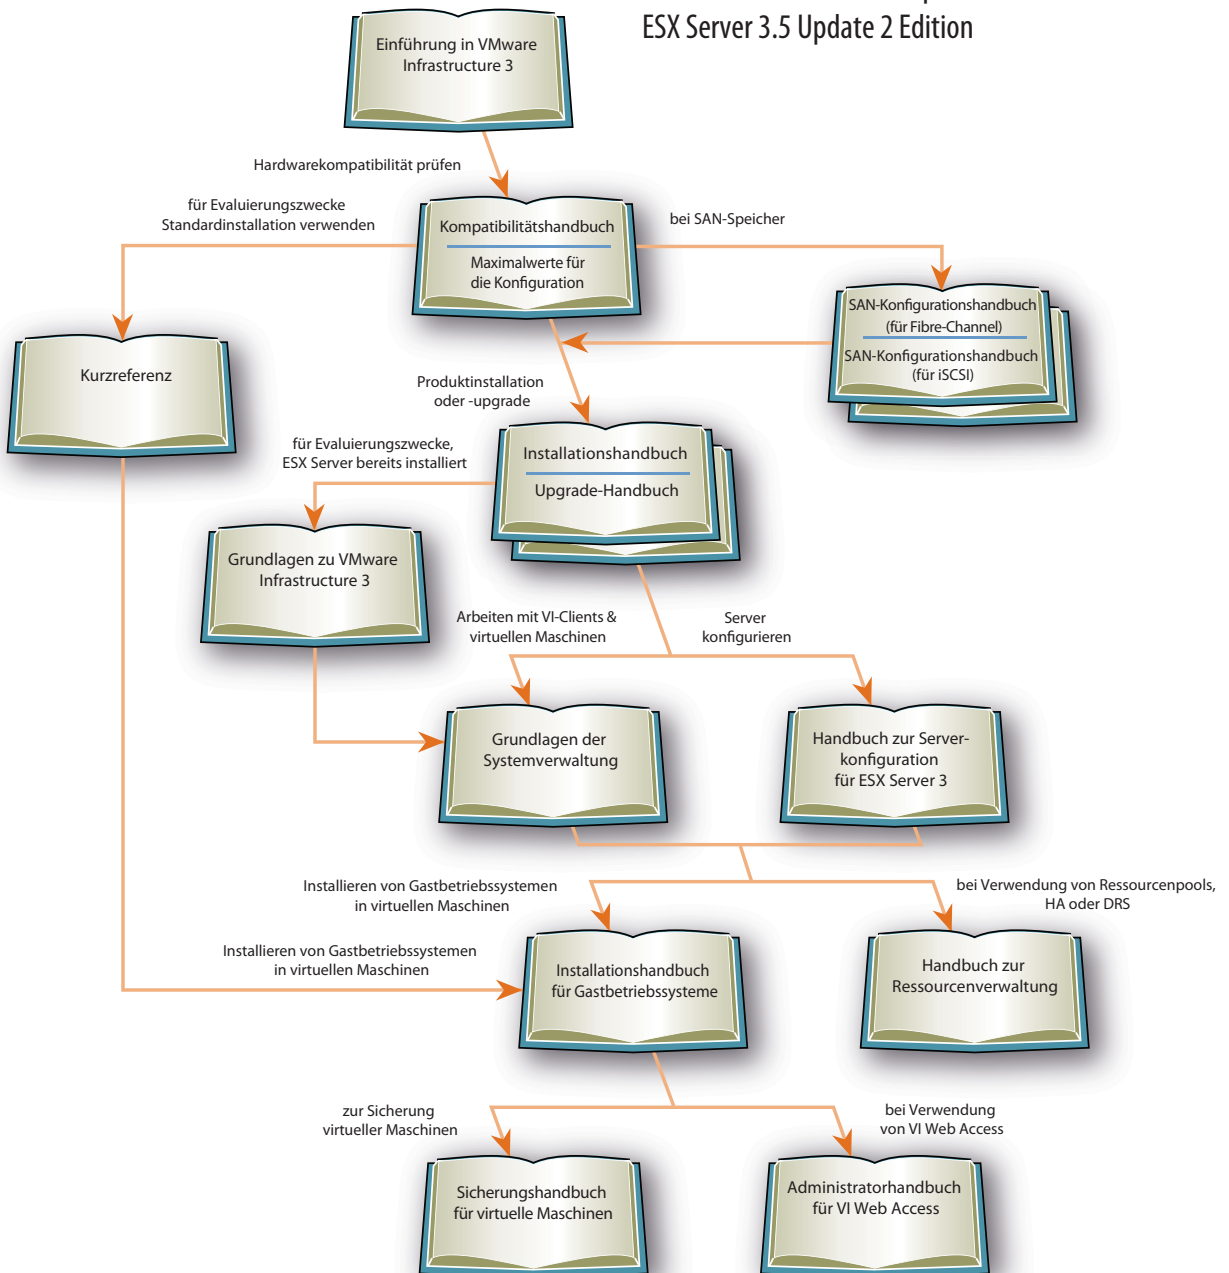 ESX Server 3.5 Update 2 Edition
Einführung in VMware
Infrastructure 3
Hardwarekompatibilität prüfen
für Evaluierungszwecke
Standardinstallation verwenden
Kompatibilitätshandbuch
Maximalwerte für
die Konfiguration
bei SAN-Speicher
SAN-Konfigurationshandbuch
(für Fibre-Channel)
SAN-Konfigurationshandbuch
(für iSCSI)
Kurzreferenz
Produktinstallation
oder -upgrade
für Evaluierungszwecke,
ESX Server bereits installiert
Installationshandbuch
Upgrade-Handbuch
Grundlagen zu VMware
Infrastructure 3
Arbeiten mit VI-Clients &
virtuellen Maschinen
Server
konfigurieren
Grundlagen der
Systemverwaltung
Handbuch zur Server-
konfiguration
für ESX Server 3
Installieren von Gastbetriebssystemen
in virtuellen Maschinen
bei Verwendung von Ressourcenpools,
HA oder DRS
Installieren von Gastbetriebssystemen
in virtuellen Maschinen
Installationshandbuch
für Gastbetriebssysteme
Handbuch zur
Ressourcenverwaltung
zur Sicherung
virtueller Maschinen
bei Verwendung
von VI Web Access
Sicherungshandbuch
für virtuelle Maschinen
Administratorhandbuch
für VI Web Access